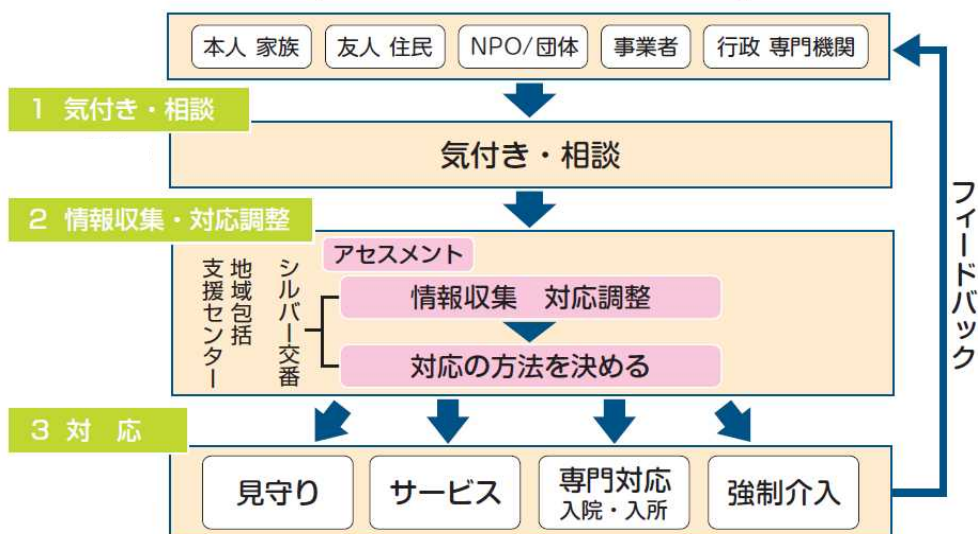 本人 家族
友人 住民
NPO/団体
事業者
行政 専門機関
1 気付き・相談
気付き・相談
2 情報収集・対応調整
地域包括
支援センター
シルバー交番
アセスメント
情報収集 対応調整
対応の方法を決める
3 対 応
見守り
サービス
専門対応
入院・入所
強制介入
フィードバック